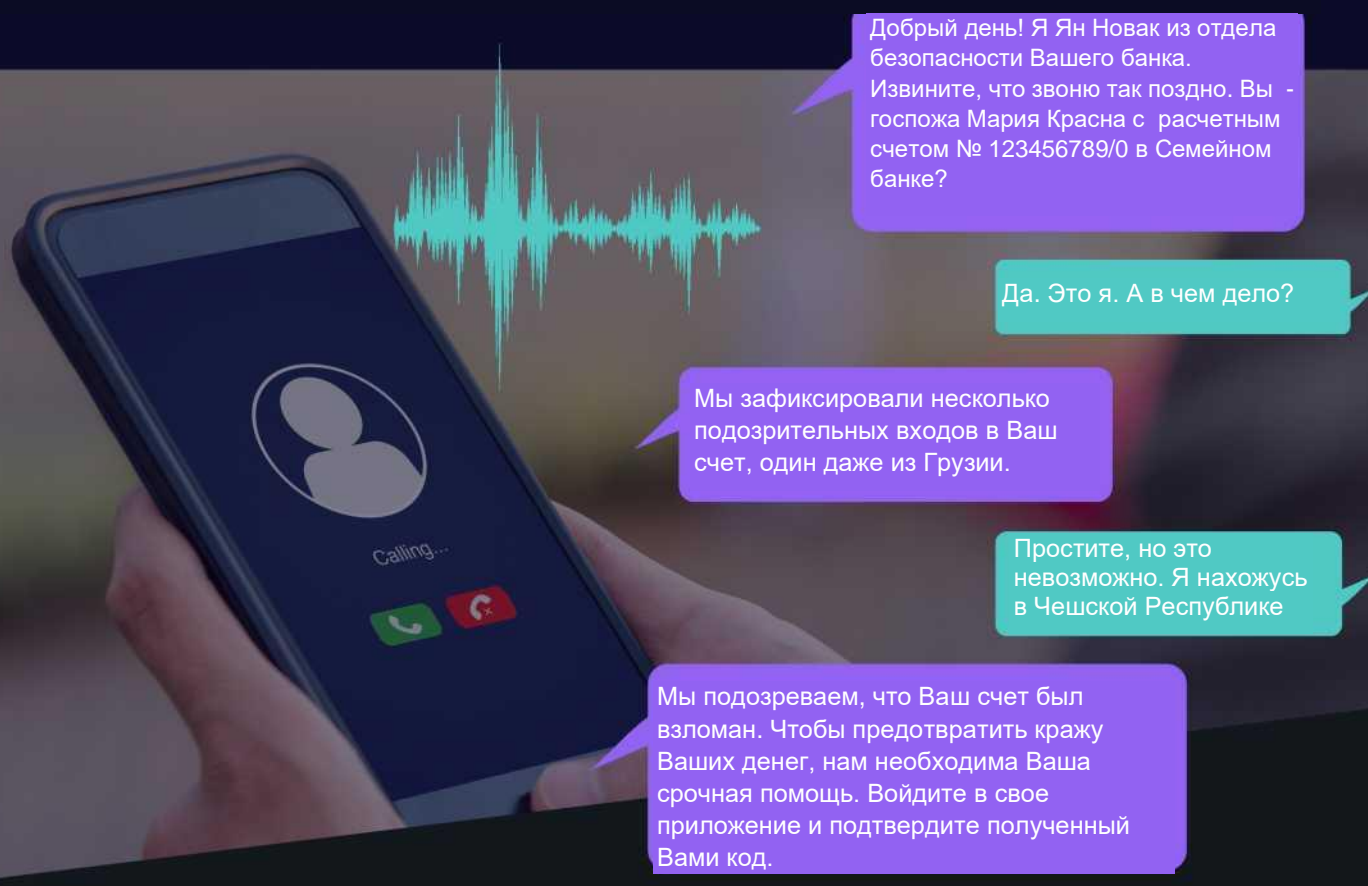 Добрый день! Я Ян Новак из отдела
безопасности Вашего банка.
Извините, что звоню так поздно. Вы -
госпожа Мария Красна с расчетным
счетом № 123456789/0 в Семейном
банке?
Да. Это я. А в чем дело?
Мы зафиксировали несколько
подозрительных входов в Ваш
счет, один даже из Грузии.
Простите, но это
невозможно. Я нахожусь
в Чешской Республике
Calling...
Мы подозреваем, что Ваш счет был
взломан. Чтобы предотвратить кражу
Ваших денег, нам необходима Ваша
срочная помощь. Войдите в свое
приложение и подтвердите полученный
Вами код.